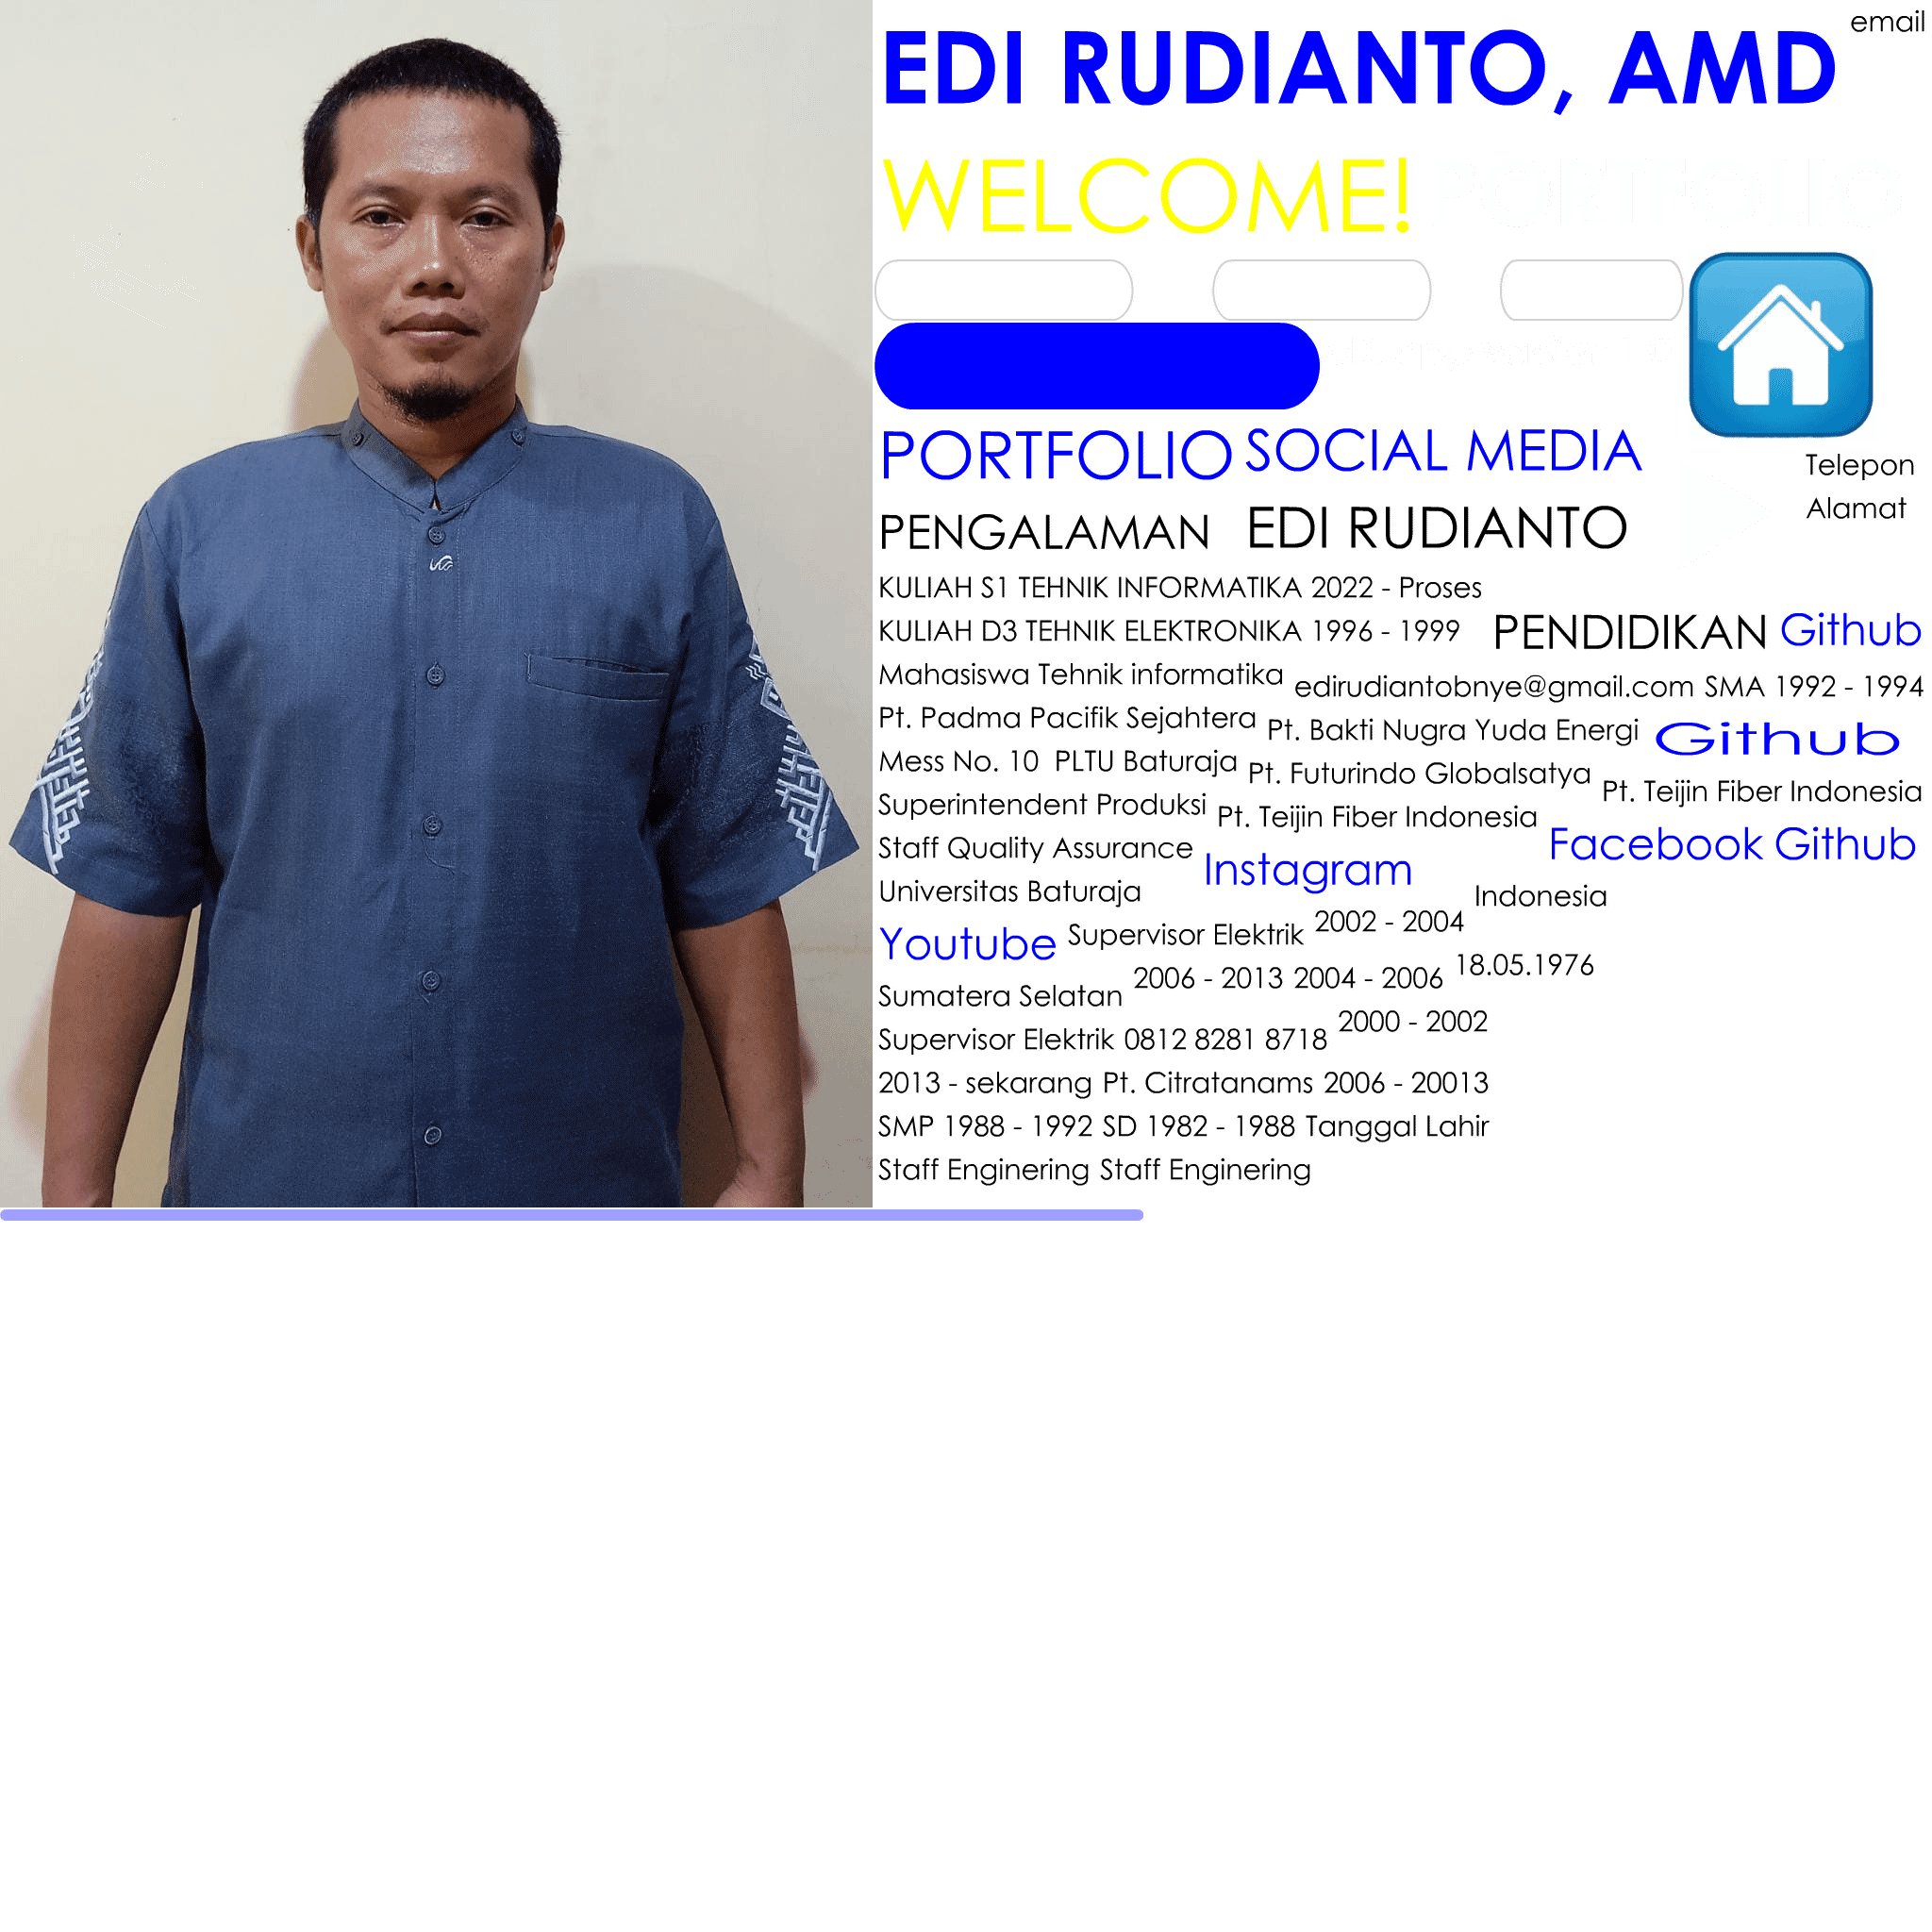 email
EDI RUDIANTO, AMD
WELCOME!
PORTFOLIO SOCIAL MEDIA
Telepon
PENGALAMAN EDI RUDIANTO
Alamat
KULIAH S1 TEHNIK INFORMATIKA 2022 - Proses
KULIAH D3 TEHNIK ELEKTRONIKA 1996 - 1999 PENDIDIKAN Github
Mahasiswa Tehnik informatika edirudiantobnye@gmail.com SMA 1992 - 1994
Pt. Padma Pacifik Sejahtera Pt. Bakti Nugra Yuda Energi Github
Mess No. 10 PLTU Baturaja Pt. Futurindo Globalsatya Pt. Teijin Fiber Indonesia
Superintendent Produksi Pt. Teijin Fiber Indonesia
Staff Quality Assurance Instagram Facebook Github
Universitas Baturaja Indonesia
Youtube Supervisor Elektrik 2002 - 2004
Sumatera Selatan 2006 - 2013 2004 - 2006 18.05.1976
Supervisor Elektrik 0812 8281 8718 2000 - 2002
2013 - sekarang Pt. Citratanams 2006 - 20013
SMP 1988 - 1992 SD 1982 - 1988 Tanggal Lahir
Staff Enginering Staff Enginering